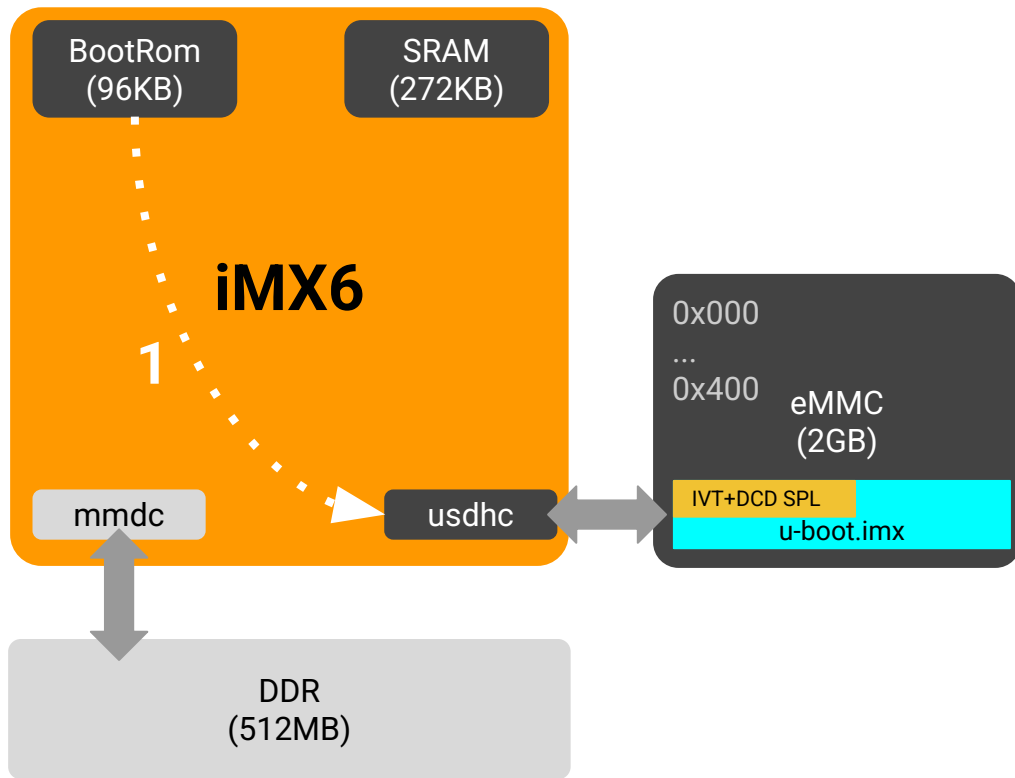 BootRom
(96KB)
SRAM
(272KB)
iMX6
1
0x000
...
0x400
eMMC
(2GB)
mmdc
usdhc
IVT+DCD SPL
u-boot.imx
DDR
(512MB)